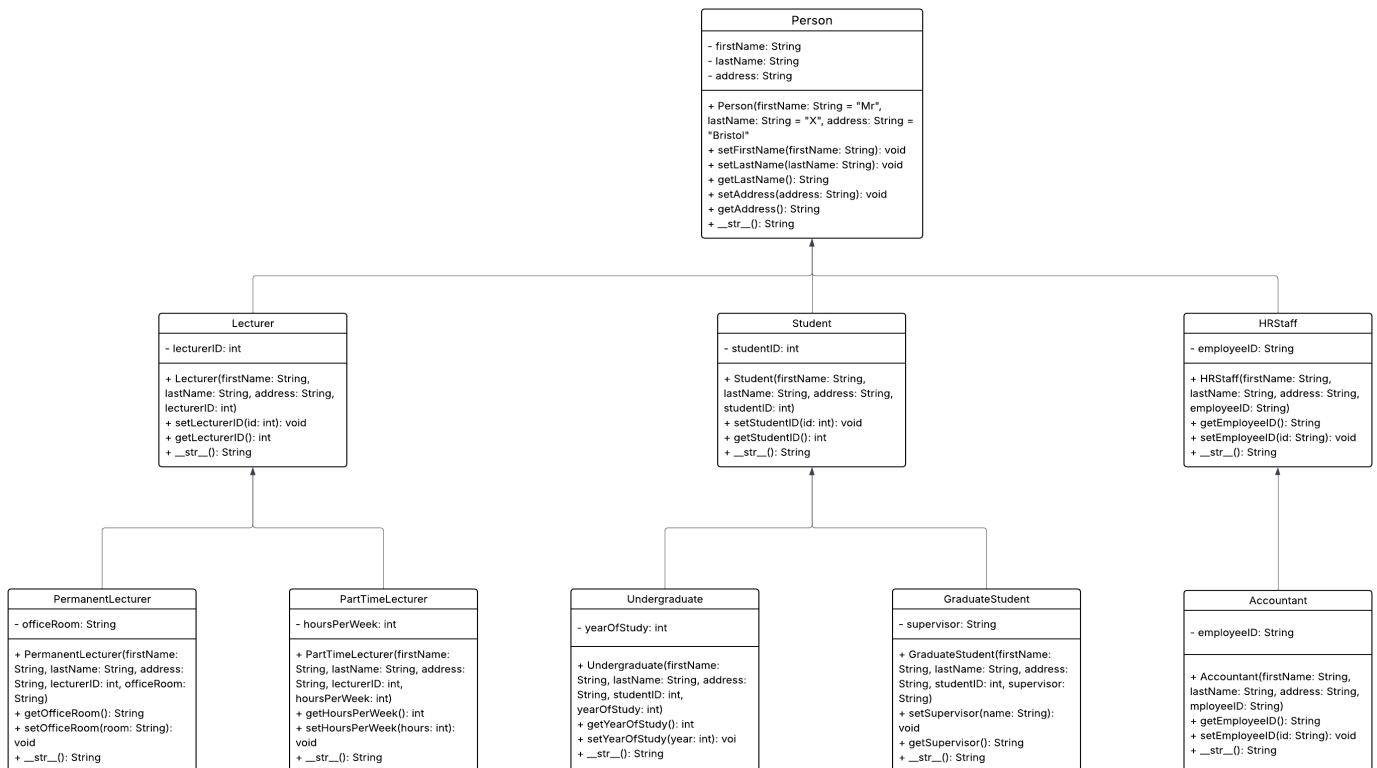 Person
- firstName: String
- lastName: String
- address: String
+ Person(firstName: String = "Mr",
lastName: String = "X", address: String =
"Bristol"
+ setFirstName(firstName: String): void
+ setLastName(lastName: String): void
+ getLastName(): String
+ setAddress(address: String): void
+ getAddress(): String
+ __str__(): String
Lecturer
- lecturerID: int
+ Lecturer(firstName: String,
lastName: String, address: String,
lecturerID: int)
+ setLecturerID(id: int): void
+ getLecturerID(): int
+ __str__(): String
Student
- studentID: int
+ Student(firstName: String,
lastName: String, address: String,
studentID: int)
+ setStudentID(id: int): void
+ getStudentID(): int
+ __str__(): String
HRStaff
- employeeID: String
+ HRStaff(firstName: String,
lastName: String, address: String,
employeeID: String)
+ getEmployeeID(): String
+ setEmployeeID(id: String): void
+ __str__(): String
PermanentLecturer
- officeRoom: String
+ PermanentLecturer(firstName:
String, lastName: String, address:
String, lecturerID: int, officeRoom:
String)
+ getOfficeRoom(): String
+ setOfficeRoom(room: String):
void
+ __str__(): String
PartTimeLecturer
- hoursPerWeek: int
+ PartTimeLecturer(firstName:
String, lastName: String, address:
String, lecturerID: int,
hoursPerWeek: int)
+ getHoursPerWeek(): int
+ setHoursPerWeek(hours: int):
void
+ __str__(): String
Undergraduate
- yearOfStudy: int
+ Undergraduate(firstName:
String, lastName: String, address:
String, studentID: int,
yearOfStudy: int)
+ getYearOfStudy(): int
+ setYearOfStudy(year: int): voi
+ __str__(): String
GraduateStudent
- supervisor: String
+ GraduateStudent(firstName:
String, lastName: String, address:
String, studentID: int, supervisor:
String)
+ setSupervisor(name: String):
void
+ getSupervisor(): String
+ __str__(): String
Accountant
- employeeID: String
+ Accountant(firstName: String,
lastName: String, address: String,
mployeeID: String)
+ getEmployeeID(): String
+ setEmployeeID(id: String): void
+ __str__(): String